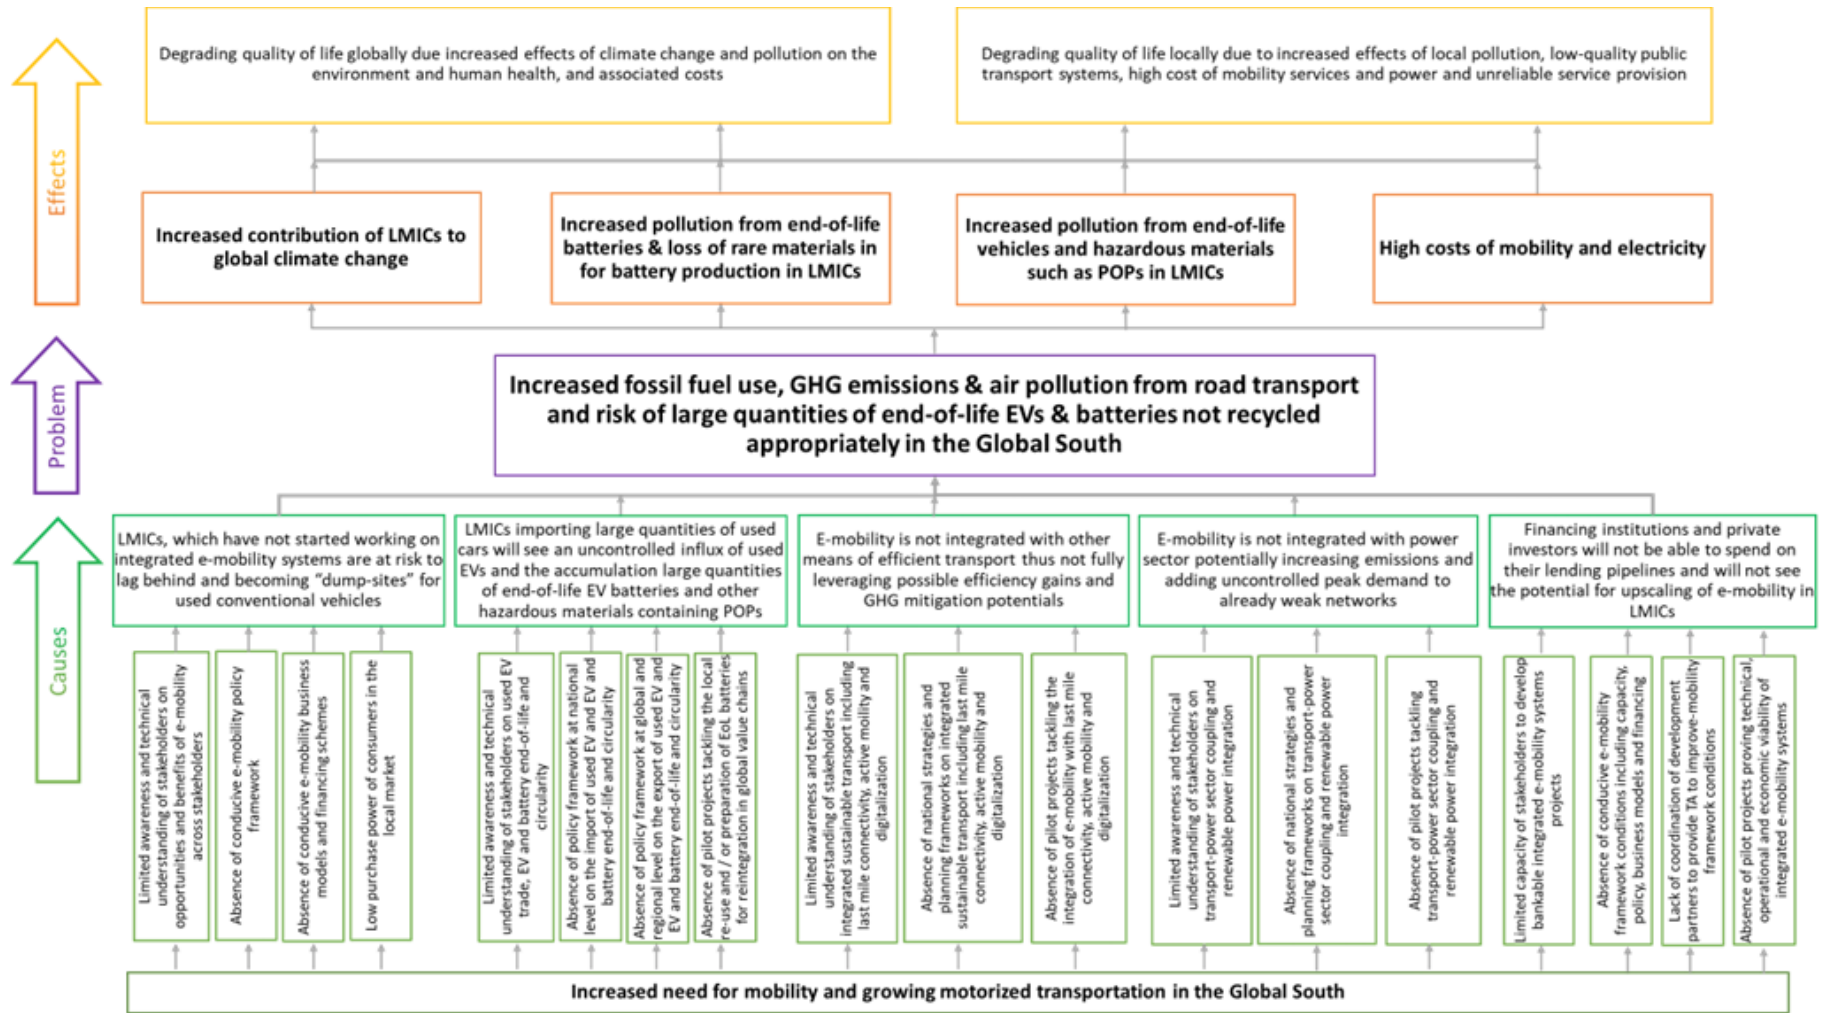 Effects
Degrading quality of life globally due increased effects of climate change and pollution on the
environment and human health, and associated costs
Degrading quality of life locally due to increased effects of local pollution, low-quality public
transport systems, high cost of mobility services and power and unreliable service provision
Increased contribution of LMICs to
global climate change
Increased pollution from end-of-life
batteries & loss of rare materials in
for battery production in LMICs
Increased pollution from end-of-life
vehicles and hazardous materials
such as POPs in LMICs
High costs of mobility and electricity
Problem
Increased fossil fuel use, GHG emissions & air pollution from road transport
and risk of large quantities of end-of-life EVs & batteries not recycled
appropriately in the Global South
Causes
LMICs, which have not started working on
integrated e-mobility systems are at risk to
lag behind and becoming “dump-sites” for
used conventional vehicles
LMICs importing large quantities of used
cars will see an uncontrolled influx of used
EVs and the accumulation large quantities
of end-of-life EV batteries and other
hazardous materials containing POPs
E-mobility is not integrated with other
means of efficient transport thus not fully
leveraging possible efficiency gains and
GHG mitigation potentials
E-mobility is not integrated with power
sector potentially increasing emissions and
adding uncontrolled peak demand to
already weak networks
Financing institutions and private
investors will not be able to spend on
their lending pipelines and will not see
the potential for upscaling of e-mobility in
LMICs
Limited awareness and technical
understanding of stakeholders on
opportunities and benefits of e-mobility
across stakeholders
Absence of conducive e-mobility policy
framework
Absence of conducive e-mobility business
models and financing schemes
Low purchase power of consumers in the
local market
Limited awareness and technical
understanding of stakeholders on used EV
trade, EV and battery end-of-life and
circularity
Absence of policy framework at national
level on the import of used EV and EV and
battery end-of-life and circularity
Absence of policy framework at global and
regional level on the export of used EV and
EV and battery end-of-life and circularity
Absence of pilot projects tackling the local
re-use and / or preparation of EoL batteries
for reintegration in global value chains
Limited awareness and technical
understanding of stakeholders on
integrated sustainable transport including
last mile connectivity, active moility and
digitalization
Absence of national strategies and
planning frameworks on integrated
sustainable transport including last mile
connectivity, active mobility and
digitalization
Absence of pilot projects tackling the
integration of e-mobility with last mile
connectivity, active mobility and
digitalization
Limited awareness and technical
understanding of stakeholders on
transport-power sector coupling and
renewable power integration
Absence of national strategies and
planning frameworks on transport-power
sector coupling and renewable power
integration
Absence of pilot projects tackling
transport-power sector coupling and
renewable power integration
Limited capacity of stakeholders to develop
bankable integrated e-mobility systems
projects
Absence of conducive e-mobility
framework conditions including capacity,
policy, business models and financing
Lack of coordination of development
partners to provide TA to improve-mobility
framework conditions
Absence of pilot projects proving technical,
operational and economic viability of
integrated e-mobility systems
Increased need for mobility and growing motorized transportation in the Global South